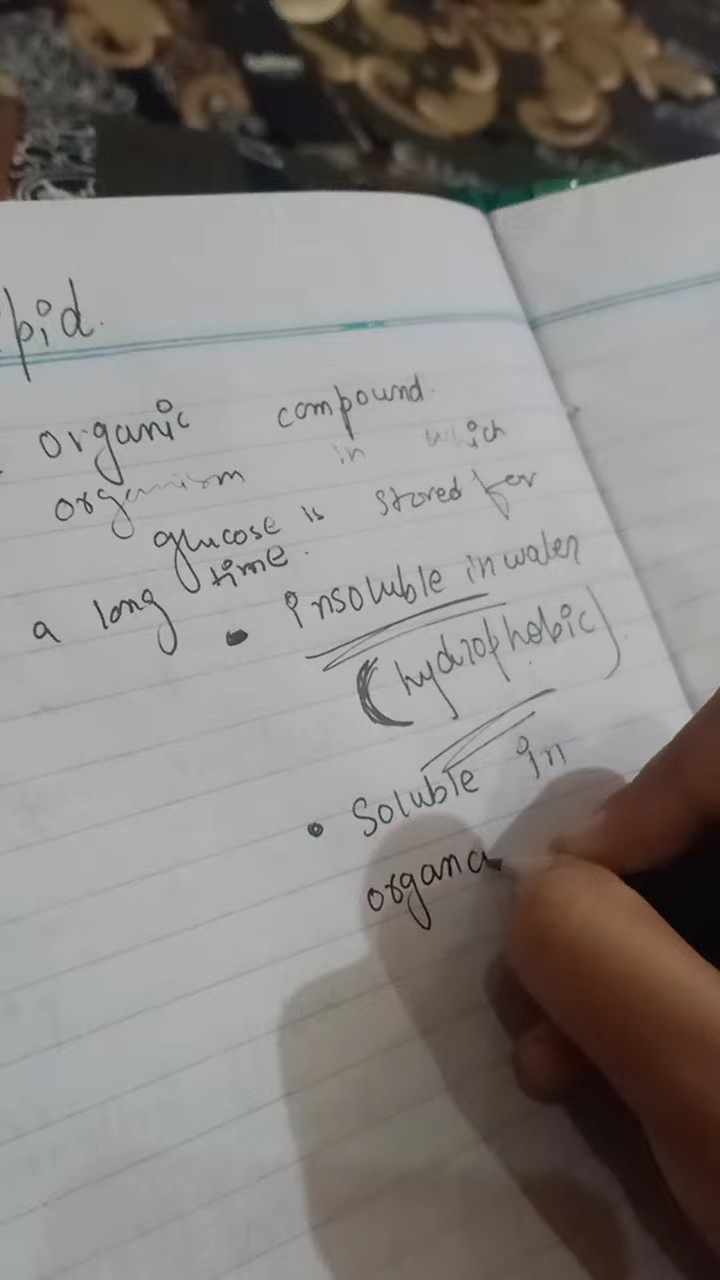 pid.
organic compound.
organism in which
glucose is stored for
a long time.
• insoluble in water
(hydrophobic)
• Soluble in
organa